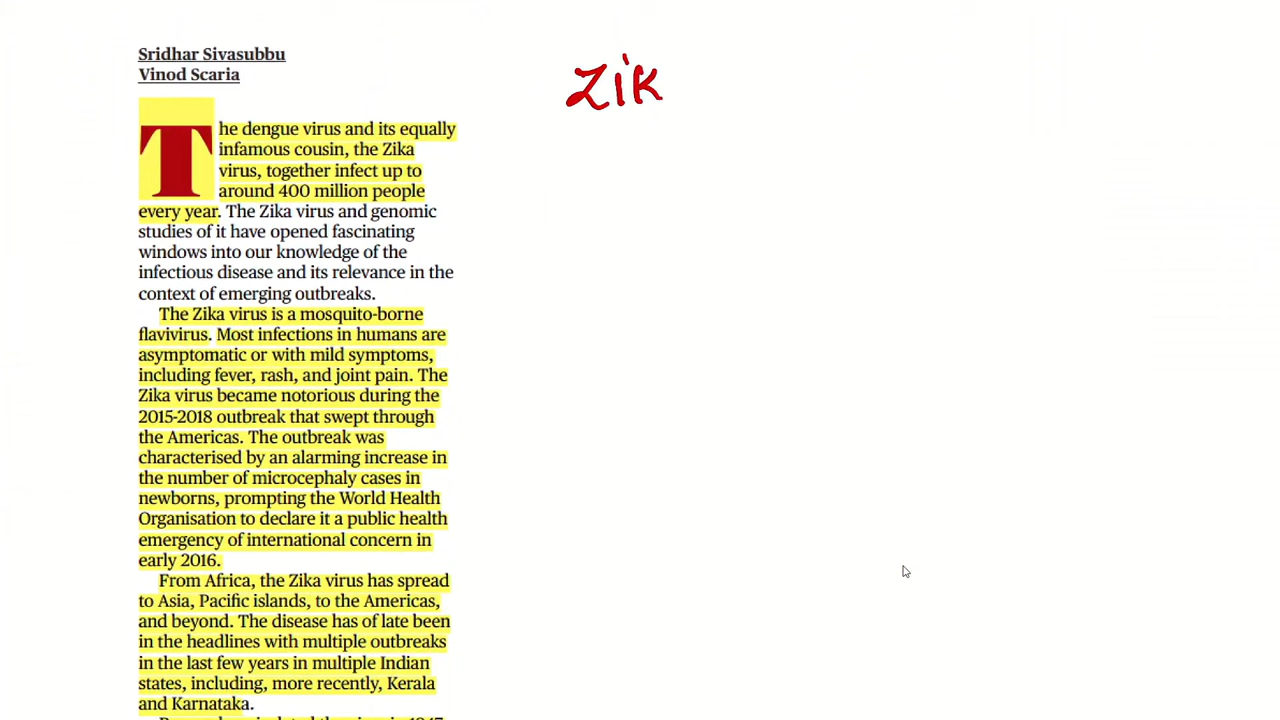 Sridhar Sivasubbu
Vinod Scaria
ZiK
The dengue virus and its equally
infamous cousin, the Zika
virus, together infect up to
around 400 million people
every year. The Zika virus and genomic
studies of it have opened fascinating
windows into our knowledge of the
infectious disease and its relevance in the
context of emerging outbreaks.
The Zika virus is a mosquito-borne
flavivirus. Most infections in humans are
asymptomatic or with mild symptoms,
including fever, rash, and joint pain. The
Zika virus became notorious during the
2015-2018 outbreak that swept through
the Americas. The outbreak was
characterised by an alarming increase in
the number of microcephaly cases in
newborns, prompting the World Health
Organisation to declare it a public health
emergency of international concern in
early 2016.
From Africa, the Zika virus has spread
to Asia, Pacific islands, to the Americas,
and beyond. The disease has of late been
in the headlines with multiple outbreaks
in the last few years in multiple Indian
states, including, more recently, Kerala
and Karnataka.